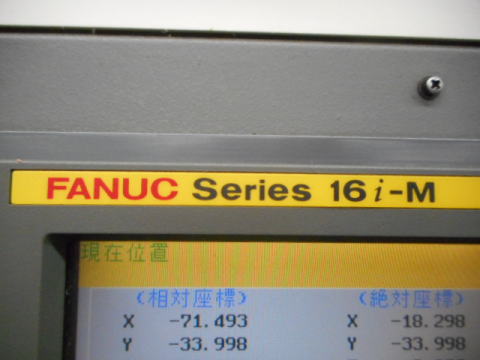 FANUC Series 16i-M
現在位置
(相対座標) (絶対座標)
X -71.493 X -18.298
Y -33.998 Y -33.998